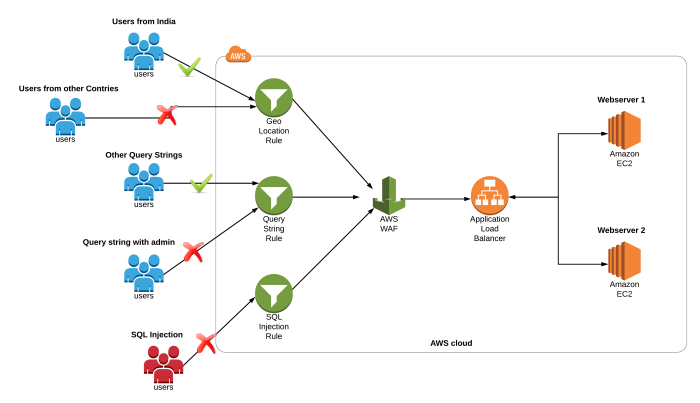 Users from India
users
AWS
Users from other Contries
users
Geo
Location
Rule
Webserver 1
Amazon
EC2
Other Query Strings
users
Query
String
Rule
AWS
WAF
Application
Load
Balancer
Query string with admin
users
Webserver 2
Amazon
EC2
SQL
Injection
Rule
SQL Injection
users
AWS cloud